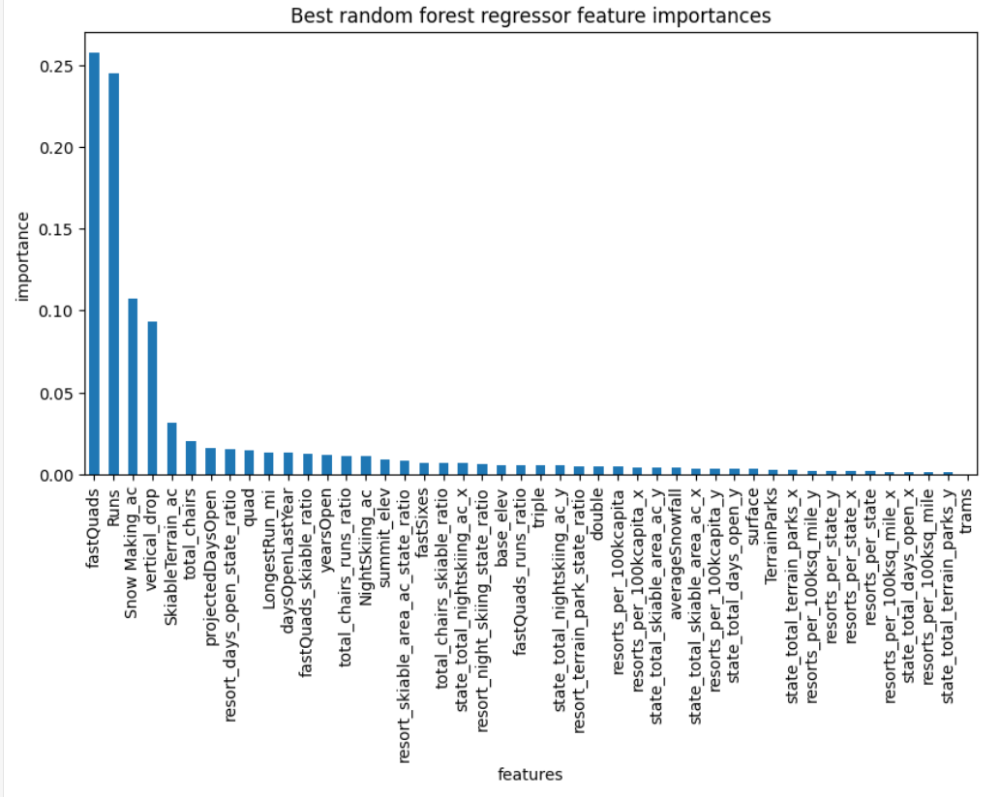 Best random forest regressor feature importances
importance
0.25
0.20
0.15
0.10
0.05
0.00
fastQuads
Runs
Snow Making_ac
vertical_drop
SkiableTerrain_ac
total_chairs
projectedDaysOpen
resort_days_open_state_ratio
quad
LongestRun_mi
daysOpenLastYear
fastQuads_skiable_ratio
yearsOpen
total_chairs_runs_ratio
NightSkiing_ac
summit_elev
resort_skiable_area_ac_state_ratio
fastSixes
total_chairs_skiable_ratio
state_total_nightskiing_ac_x
resort_night_skiing_state_ratio
base_elev
fastQuads_runs_ratio
triple
state_total_nightskiing_ac_y
resort_terrain_park_state_ratio
double
resorts_per_100kcapita
resorts_per_100kcapita_x
state_total_skiable_area_ac_y
averageSnowfall
state_total_skiable_area_ac_x
resorts_per_100kcapita_y
state_total_days_open_y
surface
TerrainParks
state_total_terrain_parks_x
resorts_per_100ksq_mile_y
resorts_per_state_y
resorts_per_state_x
resorts_per_state
resorts_per_100ksq_mile_x
state_total_days_open_x
resorts_per_100ksq_mile
state_total_terrain_parks_y
trams
features